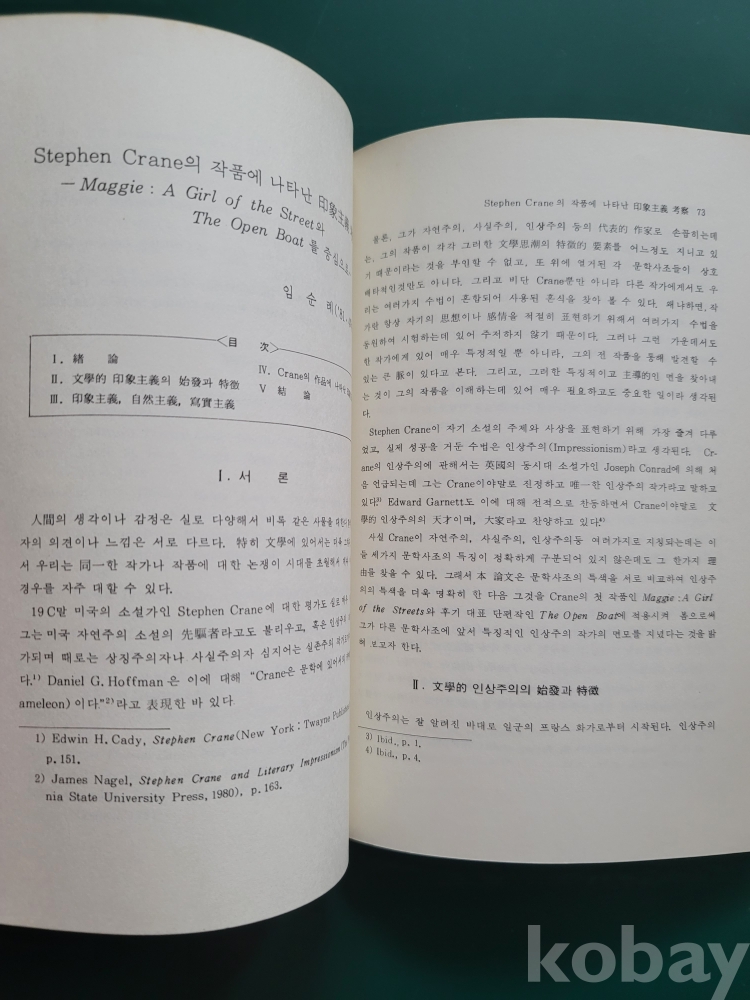 Stephen Crane의 작품에 나타난 印象主義
— Maggie : A Girl of the Street와
The Open Boat 를 중심으로
임 순 례('81.
<目 次>
I. 緖 論
II. 文學的 印象主義의 始發과 特徵
III. 印象主義, 自然主義, 寫實主義
IV. Crane의 作品에 나타난
V 結 論
I. 서 론
人間의 생각이나 감정은 실로 다양해서 비록 같은 사물을
자의 의견이나 느낌은 서로 다르다. 特히 文學에 있어서는
서 우리는 同一한 작가나 작품에 대한 논쟁이 시대를 초월해서
경우를 자주 대할 수 있다.
19C말 미국의 소설가인 Stephen Crane에 대한 평가도 실로
그는 미국 자연주의 소설의 先驅者라고도 불리우고, 혹은 인상주의
가되며 때로는 상징주의자나 사실주의자 심지어는 실존주의
다.1) Daniel G. Hoffman 은 이에 대해 “Crane은 문학에 있어서
ameleon) 이다.”2)라고 表現한 바 있다
1) Edwin H. Cady, Stephen Crane(New York : Twayne
p. 151.
2) James Nagel, Stephen Crane and Literary Impressionism
nia State University Press, 1980), p. 163.
Stephen Crane의 작품에 나타난 印象主義 考察 73
물론, 그가 자연주의, 사실주의, 인상주의 등의 代表的 作家로 손꼽히는데
는, 그의 작품이 각각 그러한 文學思潮의 特徵的 要素를 어느정도 지니고 있
기 때문이라는 것을 부인할 수 없고, 또 위에 열거된 각 문학사조들이 상호
배타적인것만도 아니다. 그리고 비단 Crane뿐만 아니라 다른 작가에게서도 우
리는 여러가지 수법이 혼합되어 사용된 흔적을 찾아 볼 수 있다. 왜냐하면, 작
가란 항상 자기의 思想이나 感情을 적절히 표현하기 위해서 여러가지 수법을
동원하여 시험하는데 있어 주저하지 않기 때문이다. 그러나 그런 가운데서도
한 작가에게 있어 매우 특징적인 뿐 아니라, 그의 전 작품을 통해 발견할 수
있는 큰 脈이 있다고 본다. 그리고, 그러한 특징적이고 主導的인 면을 찾아내
는 것이 그의 작품을 이해하는데 있어 매우 필요하고도 중요한 일이라 생각된
다.
Stephen Crane이 자기 소설의 주제와 사상을 표현하기 위해 가장 즐겨 다루
었고, 실제 성공을 거둔 수법은 인상주의(Impressionism)라고 생각된다. Cr-
ane의 인상주의에 관해서는 英國의 동시대 소설가인 Joseph Conrad에 의해 처
음 언급되는데 그는 Crane이야말로 진정하고 唯一한 인상주의 작가라고 말하고
있다3) Edward Garnett도 이에 대해 전적으로 찬동하면서 Crane이야말로 文
學的 인상주의의 天才이며, 大家라고 찬양하고 있다.4)
사실 Crane이 자연주의, 사실주의, 인상주의등 여러가지로 지칭되는데는 이
들 세가지 문학사조의 특징이 정확하게 구분되어 있지 않은데도 그 한가지 理
由를 찾을 수 있다. 그래서 本 論文은 문학사조의 특색을 서로 비교하여 인상주
의의 특색을 더욱 명확히 한 다음 그것을 Crane의 첫 작품인 Maggie : A Girl
of the Streets와 후기 대표 단편작인 The Open Boat에 적용시켜 봄으로써
그가 다른 문학사조에 앞서 특징적인 인상주의 작가의 면모를 지녔다는 것을 밝
혀 보고자 한다.
II. 文學的 인상주의의 始發과 特徵
인상주의는 잘 알려진 바대로 일군의 프랑스 화가로부터 시작된다. 인상주의
3) Ibid., p. 1.
4) Ibid., p. 4.
kobay